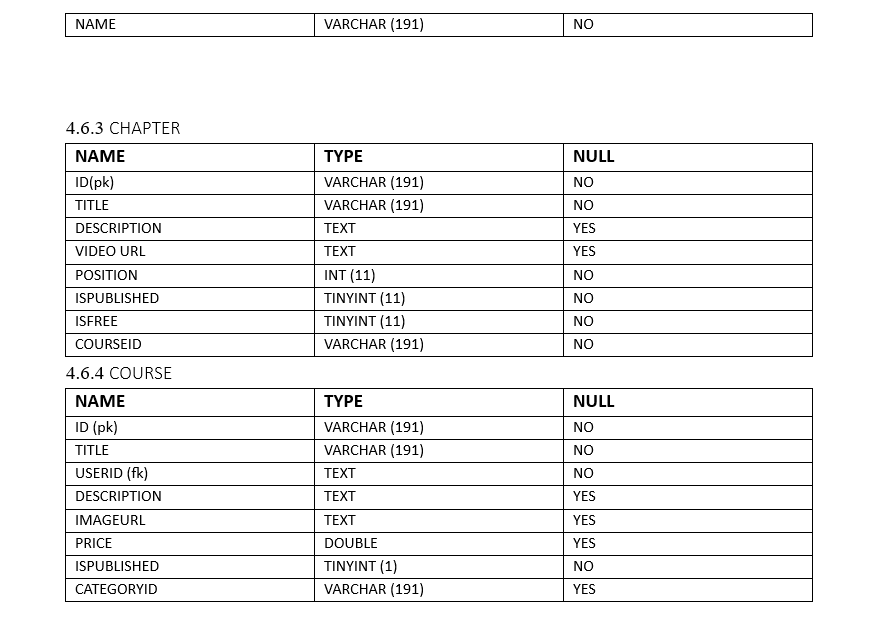 NAME VARCHAR (191) NO
4.6.3 CHAPTER
NAME TYPE NULL
ID(pk) VARCHAR (191) NO
TITLE VARCHAR (191) NO
DESCRIPTION TEXT YES
VIDEO URL TEXT YES
POSITION INT (11) NO
ISPUBLISHED TINYINT (11) NO
ISFREE TINYINT (11) NO
COURSEID VARCHAR (191) NO
4.6.4 COURSE
NAME TYPE NULL
ID (pk) VARCHAR (191) NO
TITLE VARCHAR (191) NO
USERID (fk) TEXT NO
DESCRIPTION TEXT YES
IMAGEURL TEXT YES
PRICE DOUBLE YES
ISPUBLISHED TINYINT (1) NO
CATEGORYID VARCHAR (191) YES